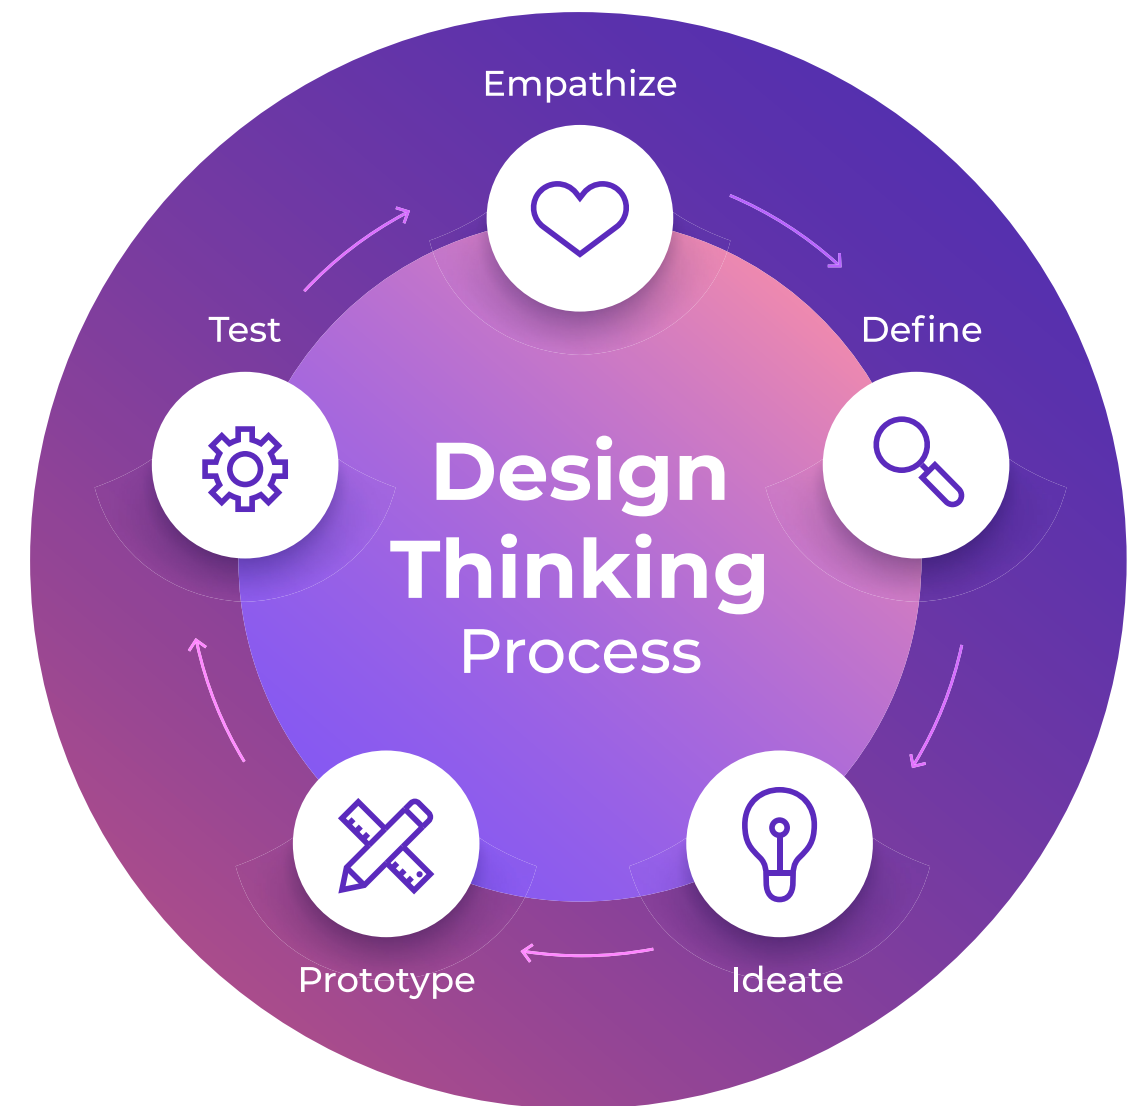 Empathize
Test
Define
Design
Thinking
Process
Prototype
Ideate